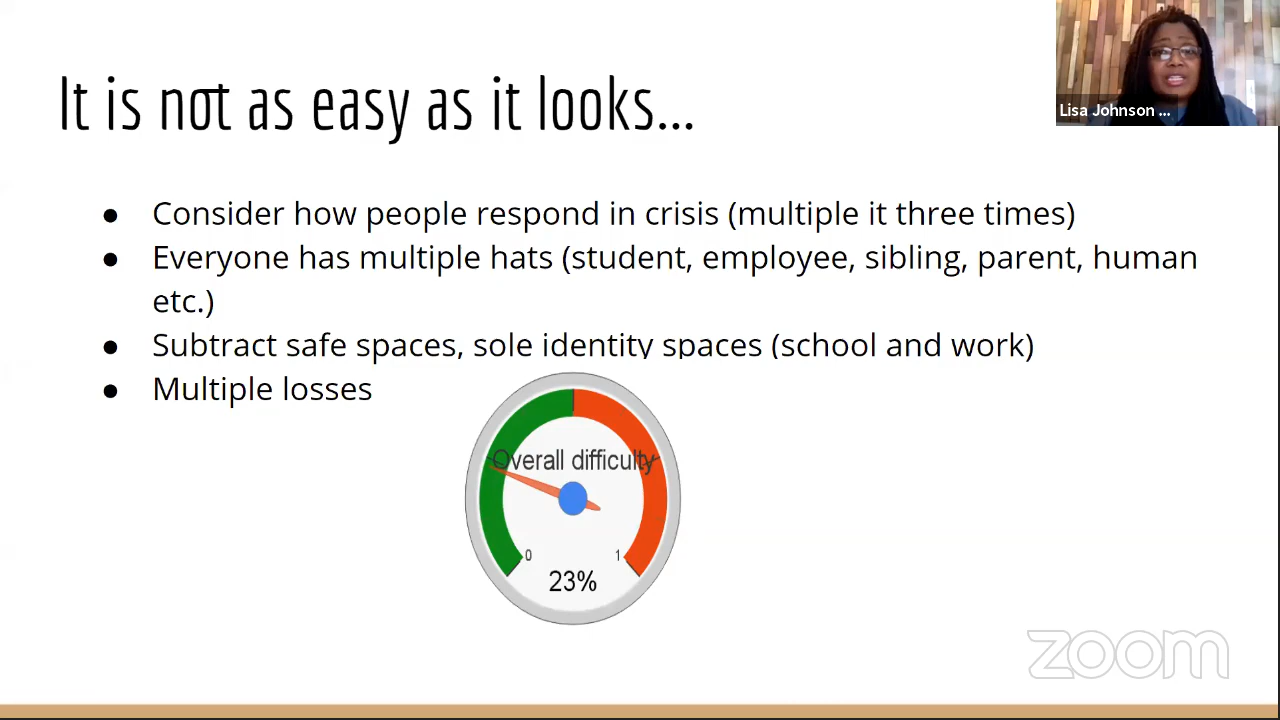 It is not as easy as it looks...
Lisa Johnson ...
● Consider how people respond in crisis (multiple it three times)
● Everyone has multiple hats (student, employee, sibling, parent, human
etc.)
● Subtract safe spaces, sole identity spaces (school and work)
● Multiple losses
Overall difficulty
0
1
23%
zoom